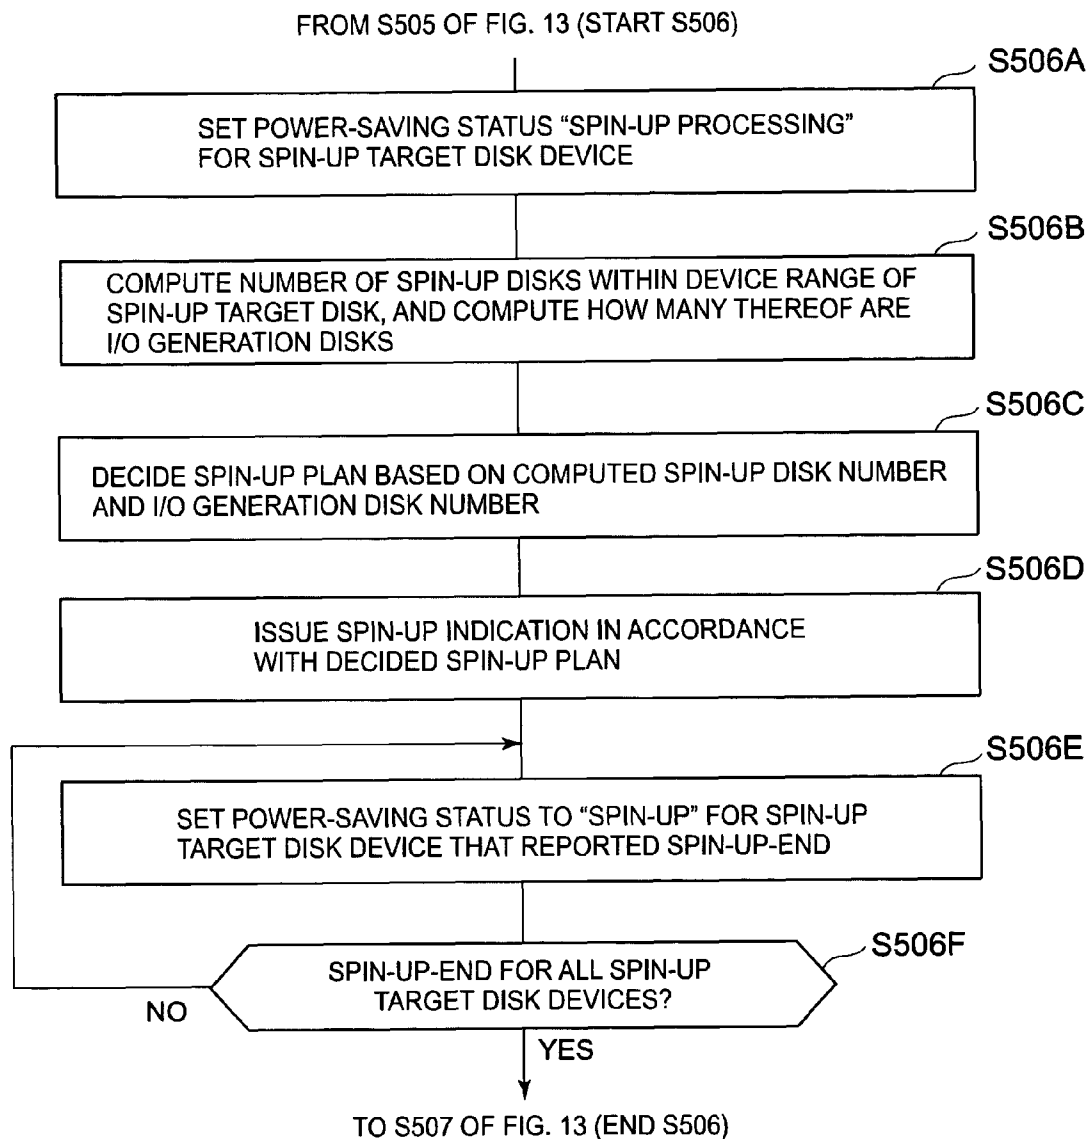 FROM S505 OF FIG. 13 (START S506)
S506A
SET POWER-SAVING STATUS “SPIN-UP PROCESSING”
FOR SPIN-UP TARGET DISK DEVICE
S506B
COMPUTE NUMBER OF SPIN-UP DISKS WITHIN DEVICE RANGE OF
SPIN-UP TARGET DISK, AND COMPUTE HOW MANY THEREOF ARE
I/O GENERATION DISKS
S506C
DECIDE SPIN-UP PLAN BASED ON COMPUTED SPIN-UP DISK NUMBER
AND I/O GENERATION DISK NUMBER
S506D
ISSUE SPIN-UP INDICATION IN ACCORDANCE
WITH DECIDED SPIN-UP PLAN
S506E
SET POWER-SAVING STATUS TO “SPIN-UP” FOR SPIN-UP
TARGET DISK DEVICE THAT REPORTED SPIN-UP-END
S506F
SPIN-UP-END FOR ALL SPIN-UP
TARGET DISK DEVICES?
NO
YES
TO S507 OF FIG. 13 (END S506)